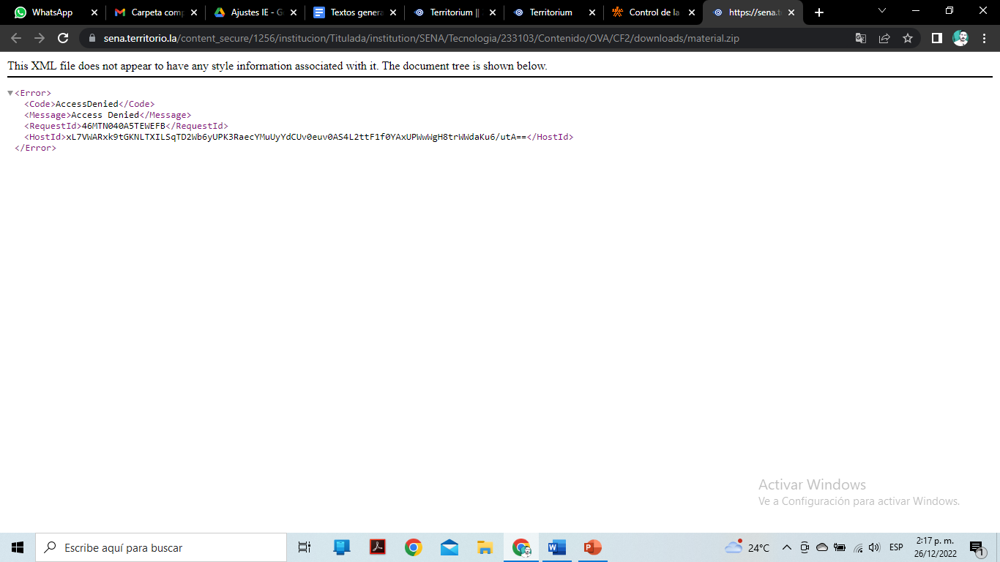 WhatsApp
Carpeta comp
Ajustes IE - G
Textos genera
Territorium ||
Territorium
Control de la
https://sena.t
sena.territorio.la/content_secure/1256/institucion/Titulada/institution/SENA/Tecnologia/233103/Contenido/OVA/CF2/downloads/material.zip
This XML file does not appear to have any style information associated with it. The document tree is shown below.
<Error>
<Code>AccessDenied</Code>
<Message>Access Denied</Message>
<RequestId>46MTN040A5TEWEFB</RequestId>
<HostId>xL7VWARxk9tGKNLTXILSqTD2Wb6yUPK3RaecYMuUyYdCUv0euv0AS4L2ttF1f0YAxUPWwWgH8trWWdaKu6/utA==</HostId>
</Error>
Activar Windows
Ve a Configuración para activar Windows.
Escribe aquí para buscar
24°C
ESP
2:17 p. m.
26/12/2022
1